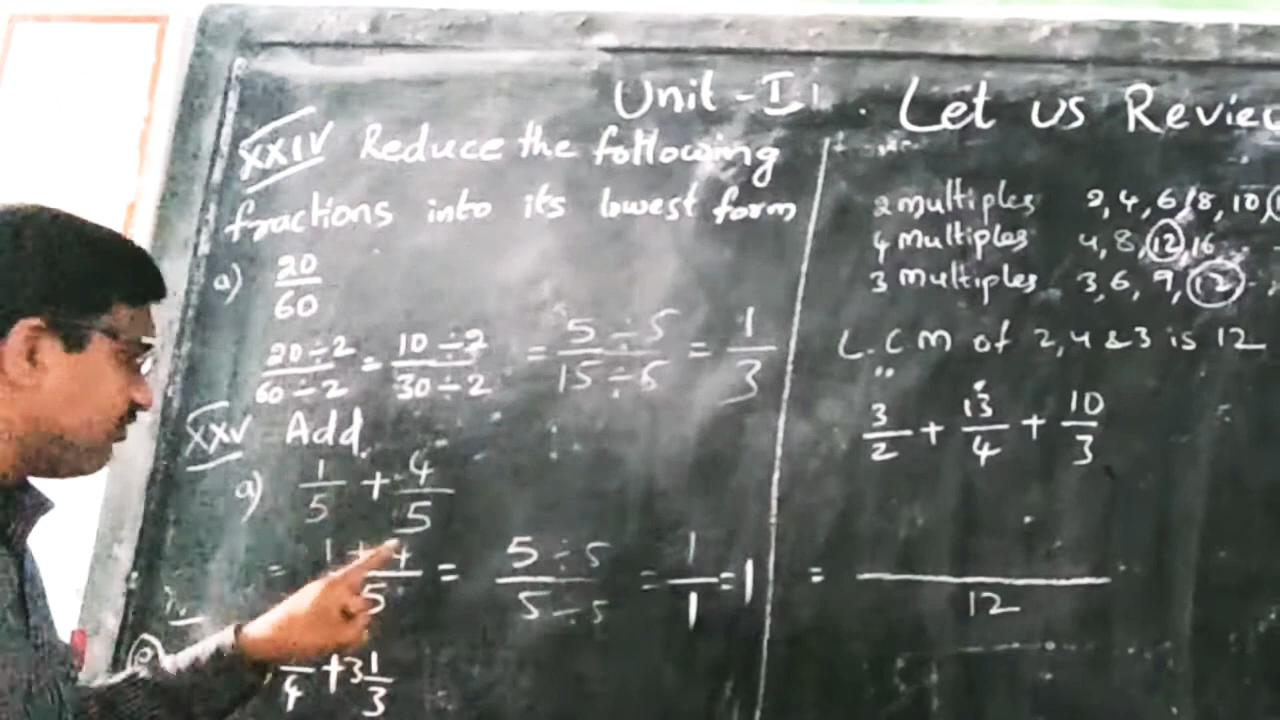 Unit - II . Let us Review
XXIV Reduce the following
fractions into its lowest form
a) 20/60
20÷2/60÷2 = 10÷2/30÷2 = 5÷5/15÷5 = 1/3
XXV Add
a) 1/5 + 4/5
= 1+4/5 = 5÷5/5÷5 = 1/1 = 1
/4 + 3 1/3
2 multiples 2, 4, 6, 8, 10,
4 multiples 4, 8, 12, 16
3 multiples 3, 6, 9, 12
L.C M of 2, 4 & 3 is 12
3/2 + 13/4 + 10/3
= /12